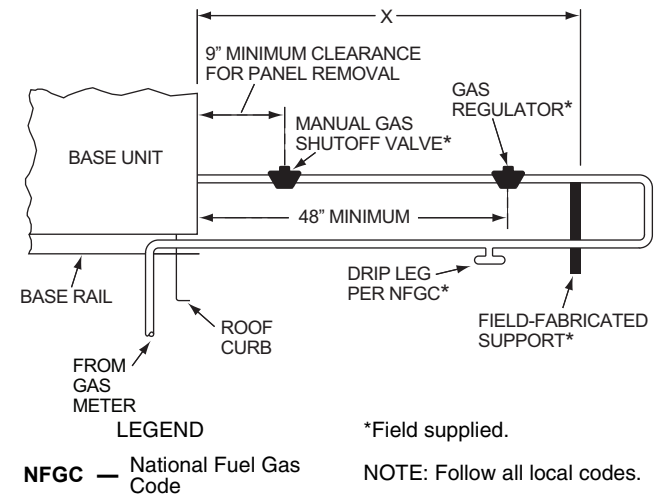 X
9” MINIMUM CLEARANCE
FOR PANEL REMOVAL
GAS
REGULATOR*
MANUAL GAS
SHUTOFF VALVE*
BASE UNIT
48” MINIMUM
DRIP LEG
PER NFGC*
BASE RAIL
ROOF
CURB
FIELD-FABRICATED
SUPPORT*
FROM
GAS
METER
LEGEND
NFGC — National Fuel Gas
Code
*Field supplied.
NOTE: Follow all local codes.